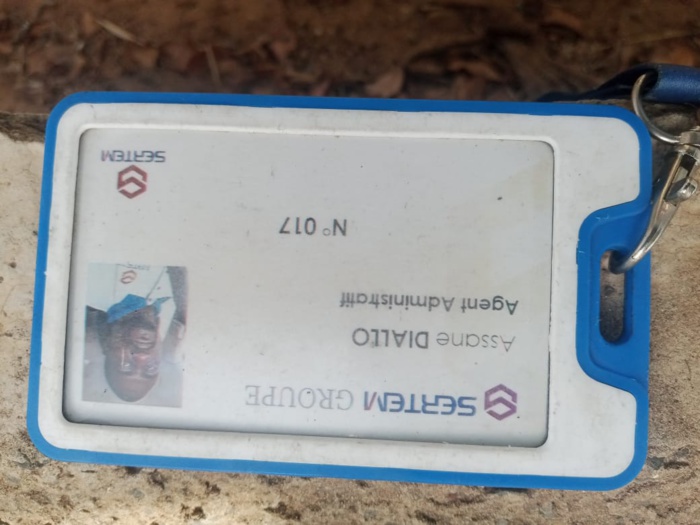 SERTEM GROUPE
Assane DIALLO
Agent Administratif
N° 017
SERTEM